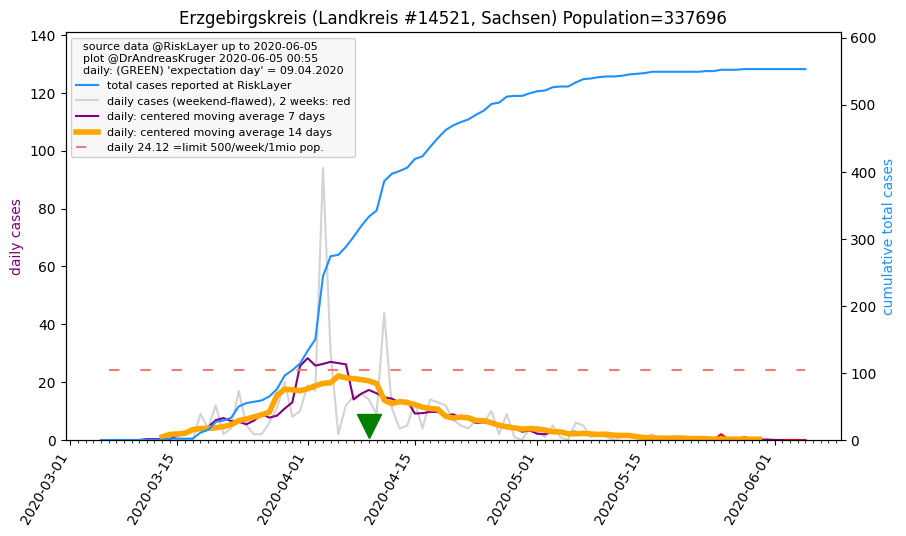 Erzgebirgskreis (Landkreis #14521, Sachsen) Population=337696
source data @RiskLayer up to 2020-06-05
plot @DrAndreasKruger 2020-06-05 00:55
daily: (GREEN) 'expectation day' = 09.04.2020
total cases reported at RiskLayer
daily cases (weekend-flawed), 2 weeks: red
daily: centered moving average 7 days
daily: centered moving average 14 days
daily 24.12 =limit 500/week/1mio pop.
daily cases
140
120
100
80
60
40
20
0
cumulative total cases
600
500
400
300
200
100
0
2020-03-01
2020-03-15
2020-04-01
2020-04-15
2020-05-01
2020-05-15
2020-06-01